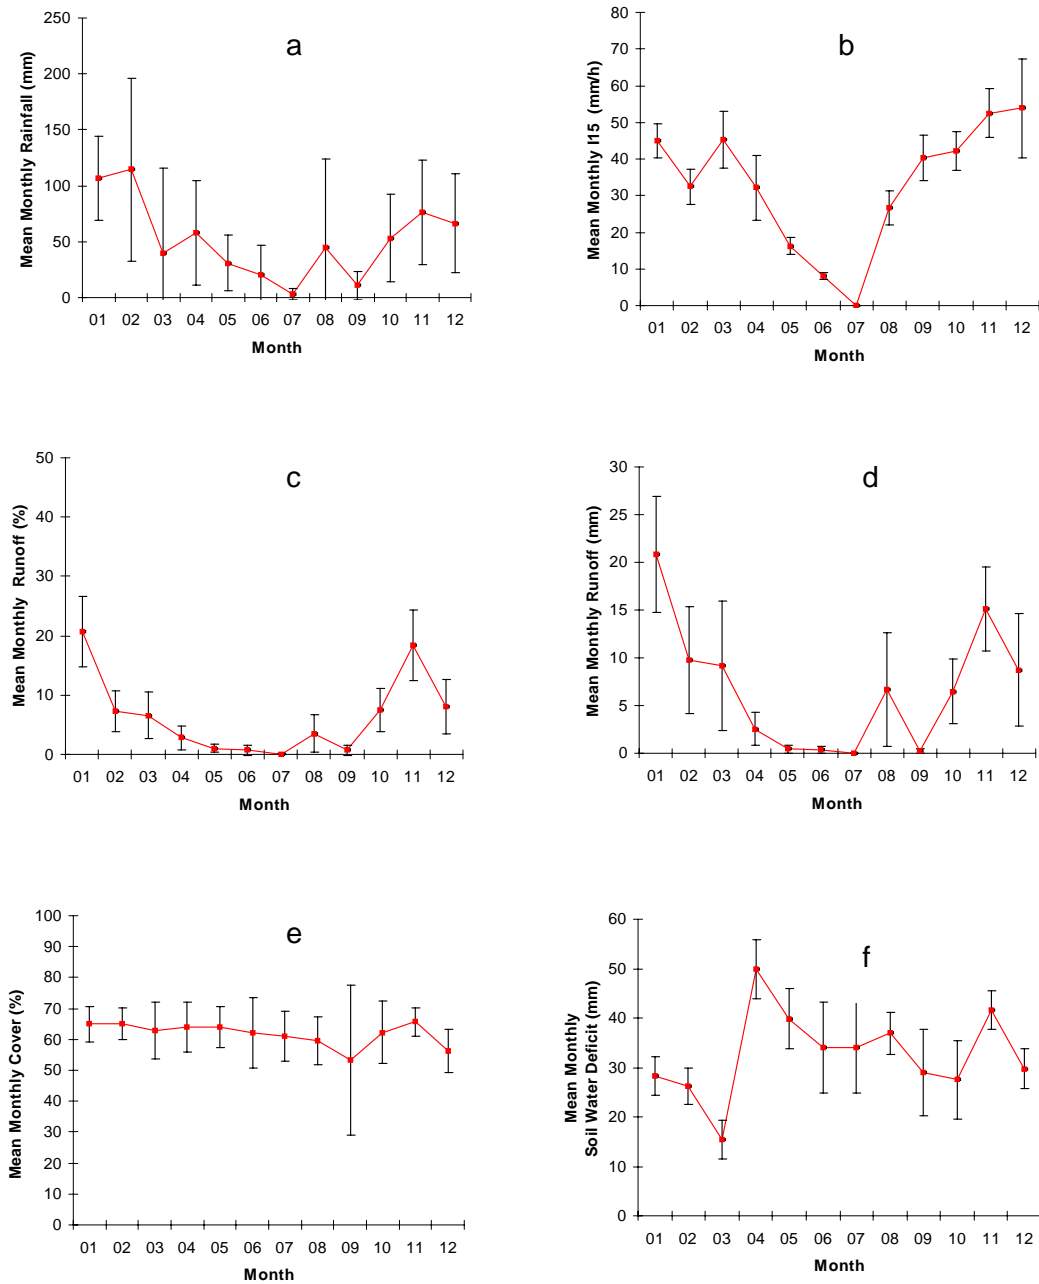 a
Mean Monthly Rainfall (mm)
250
200
150
100
50
0
01 02 03 04 05 06 07 08 09 10 11 12
Month
b
Mean Monthly I15 (mm/h)
80
70
60
50
40
30
20
10
0
01 02 03 04 05 06 07 08 09 10 11 12
Month
c
Mean Monthly Runoff (%)
50
40
30
20
10
0
01 02 03 04 05 06 07 08 09 10 11 12
Month
d
Mean Monthly Runoff (mm)
30
25
20
15
10
5
0
01 02 03 04 05 06 07 08 09 10 11 12
Month
e
Mean Monthly Cover (%)
100
90
80
70
60
50
40
30
20
10
0
01 02 03 04 05 06 07 08 09 10 11 12
Month
f
Mean Monthly
Soil Water Deficit (mm)
60
50
40
30
20
10
0
01 02 03 04 05 06 07 08 09 10 11 12
Month